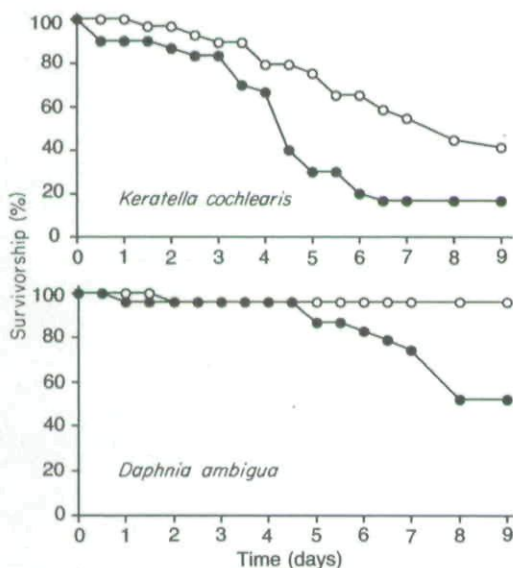 Survivorship (%)
100
80
60
40
20
0
Keratella cochlearis
0 1 2 3 4 5 6 7 8 9
100
80
60
40
20
0
Daphnia ambigua
0 1 2 3 4 5 6 7 8 9
Time (days)